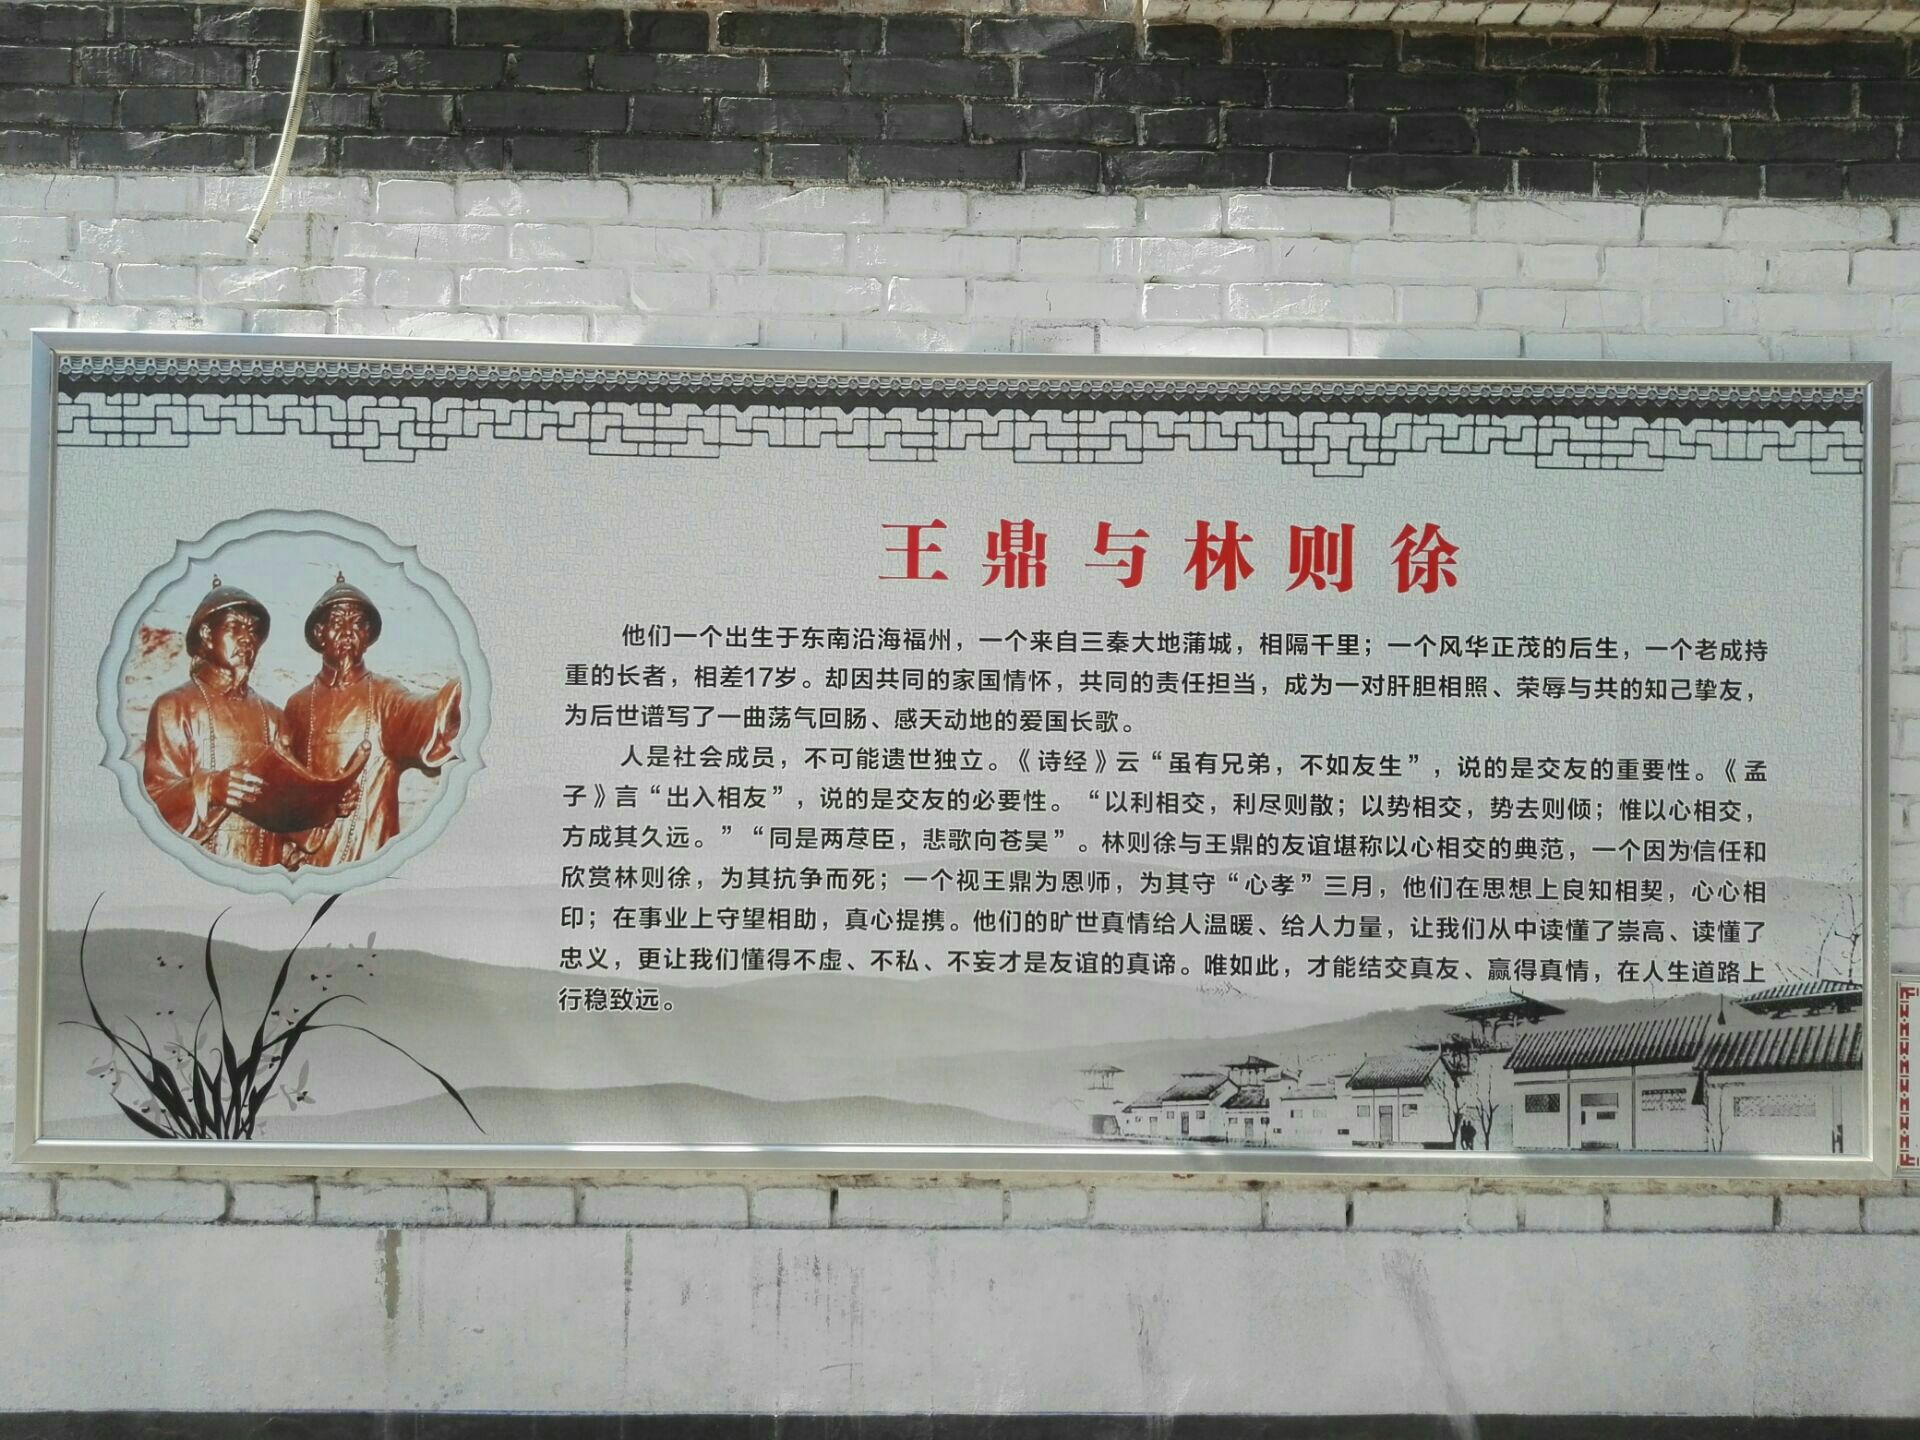 王鼎与林则徐
他们一个出生于东南沿海福州，一个来自三秦大地蒲城，相隔千里；一个风华正茂的后生，一个老成持
重的长者，相差17岁。却因共同的家国情怀，共同的责任担当，成为一对肝胆相照、荣辱与共的知己挚友，
为后世谱写了一曲荡气回肠、感天动地的爱国长歌。
人是社会成员，不可能遗世独立。《诗经》云“虽有兄弟，不如友生”，说的是交友的重要性。《孟
子》言“出入相友”，说的是交友的必要性。“以利相交，利尽则散；以势相交，势去则倾；惟以心相交，
方成其久远。”“同是两荩臣，悲歌向苍昊”。林则徐与王鼎的友谊堪称以心相交的典范，一个因为信任和
欣赏林则徐，为其抗争而死；一个视王鼎为恩师，为其守“心孝”三月，他们在思想上良知相契，心心相
印；在事业上守望相助，真心提携。他们的旷世真情给人温暖、给人力量，让我们从中读懂了崇高、读懂了
忠义，更让我们懂得不虚、不私、不妄才是友谊的真谛。唯如此，才能结交真友、赢得真情，在人生道路上
行稳致远。